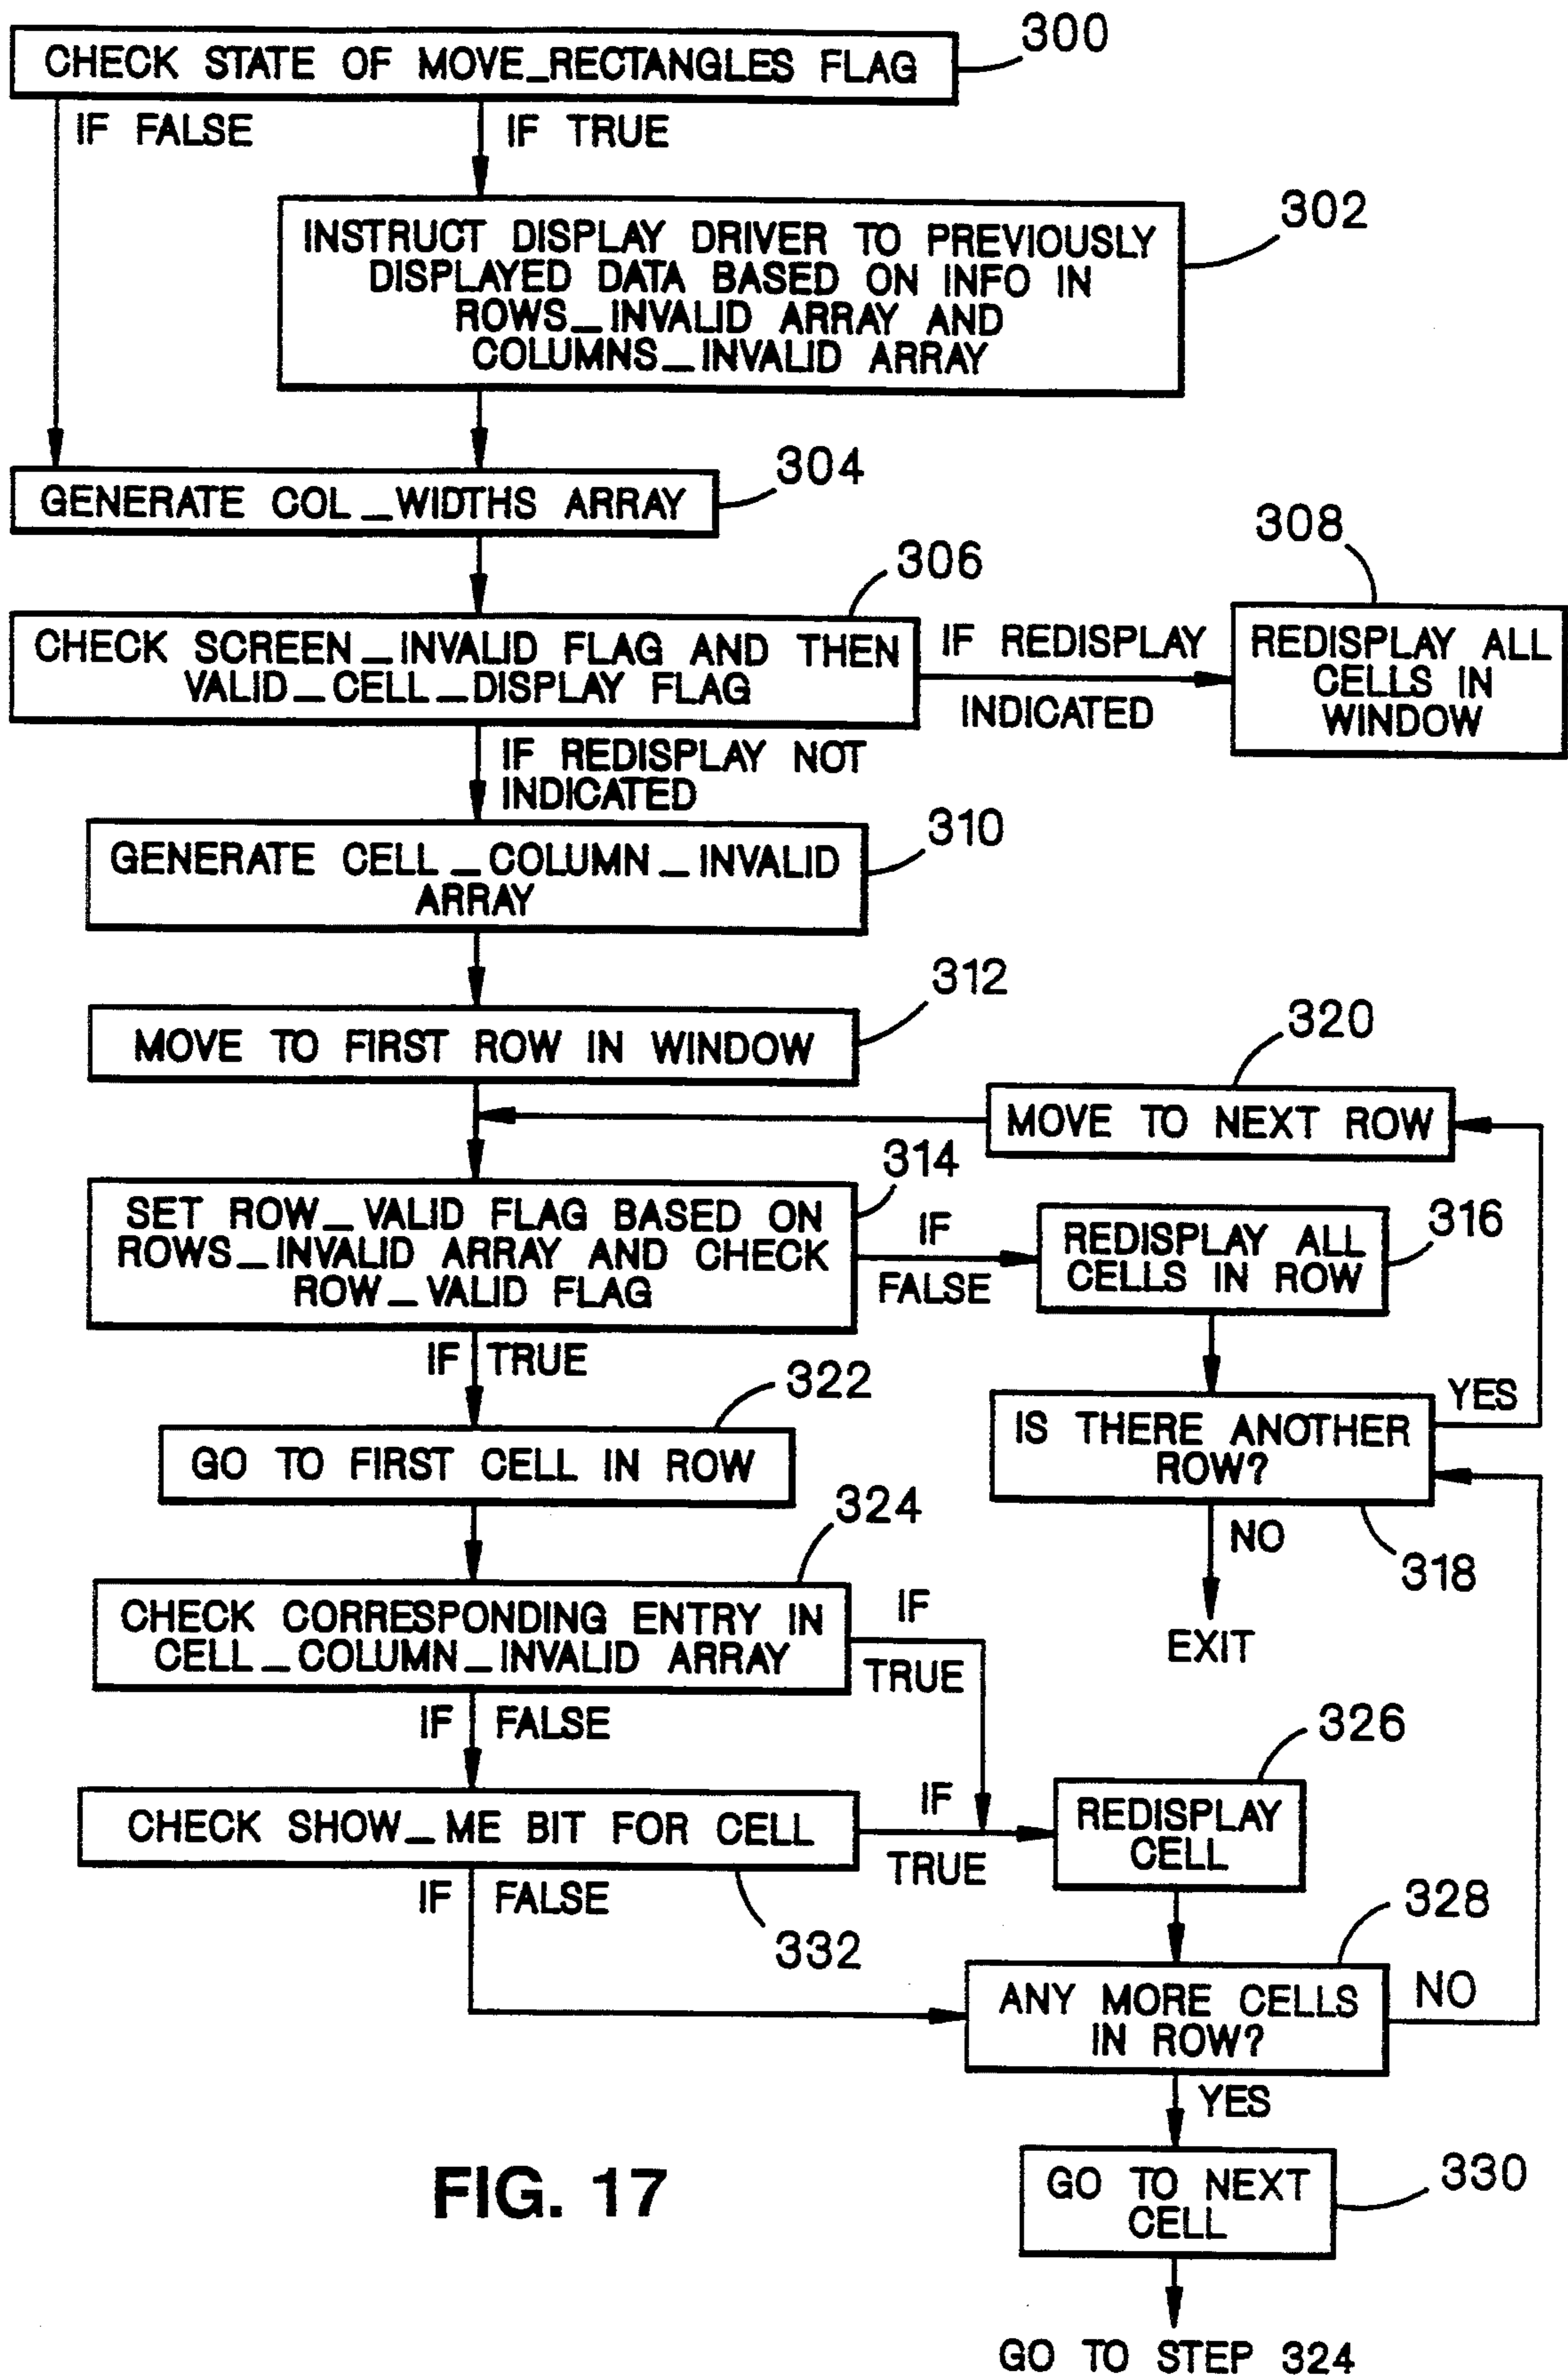 300
CHECK STATE OF MOVE_RECTANGLES FLAG
IF FALSE
IF TRUE
302
INSTRUCT DISPLAY DRIVER TO PREVIOUSLY
DISPLAYED DATA BASED ON INFO IN
ROWS_INVALID ARRAY AND
COLUMNS_INVALID ARRAY
304
GENERATE COL_WIDTHS ARRAY
306
CHECK SCREEN_INVALID FLAG AND THEN
VALID_CELL_DISPLAY FLAG
IF REDISPLAY
INDICATED
308
REDISPLAY ALL
CELLS IN
WINDOW
IF REDISPLAY NOT
INDICATED
310
GENERATE CELL_COLUMN_INVALID
ARRAY
312
MOVE TO FIRST ROW IN WINDOW
320
MOVE TO NEXT ROW
314
SET ROW_VALID FLAG BASED ON
ROWS_INVALID ARRAY AND CHECK
ROW_VALID FLAG
IF
FALSE
316
REDISPLAY ALL
CELLS IN ROW
IF TRUE
322
GO TO FIRST CELL IN ROW
IS THERE ANOTHER
ROW?
YES
NO
318
EXIT
324
CHECK CORRESPONDING ENTRY IN
CELL_COLUMN_INVALID ARRAY
IF
TRUE
IF FALSE
326
REDISPLAY
CELL
CHECK SHOW_ME BIT FOR CELL
IF
TRUE
IF FALSE
332
328
ANY MORE CELLS
IN ROW?
NO
YES
330
GO TO NEXT
CELL
GO TO STEP 324
FIG. 17